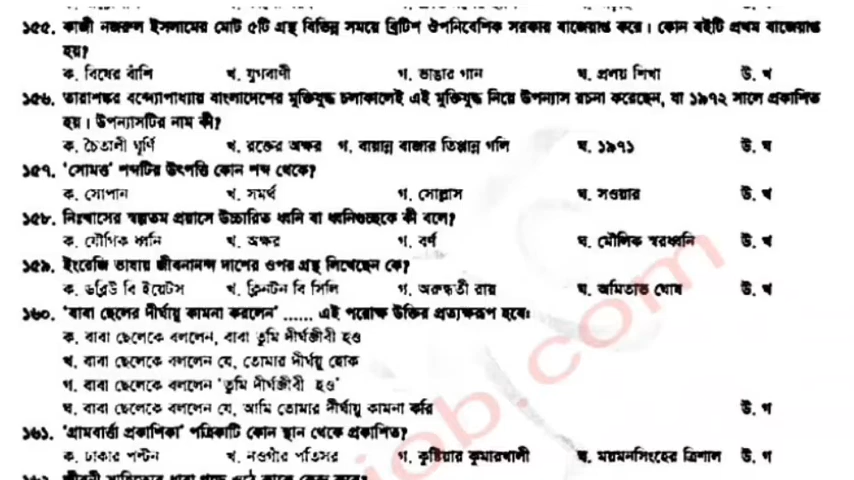 ১৫৫. কাজী নজরুল ইসলামের মোট ৫টি গ্রন্থ বিভিন্ন সময়ে ব্রিটিশ ঔপনিবেশিক সরকার বাজেয়াপ্ত করে। কোন বইটি প্রথম বাজেয়াপ্ত
হয়?
ক. বিষের বাঁশি খ. যুগবাণী গ. ভাঙার গান ঘ. প্রলয় শিখা উ. খ
১৫৬. তারাশঙ্কর বন্দ্যোপাধ্যায় বাংলাদেশের মুক্তিযুদ্ধ চলাকালেই এই মুক্তিযুদ্ধ নিয়ে উপন্যাস রচনা করেছেন, যা ১৯৭২ সালে প্রকাশিত
হয়। উপন্যাসটির নাম কী?
ক. চৈতালী ঘূর্ণি খ. রক্তের অক্ষর গ. বায়ান্ন বাজার তিপ্পান্ন গলি ঘ. ১৯৭১ উ. ঘ
১৫৭. 'সোমত্ত' শব্দটির উৎপত্তি কোন শব্দ থেকে?
ক. সোপান খ. সমর্থ গ. সোল্লাস ঘ. সওয়ার উ. খ
১৫৮. নিঃশ্বাসের স্বল্পতম প্রয়াসে উচ্চারিত ধ্বনি বা ধ্বনিগুচ্ছকে কী বলে?
ক. যৌগিক ধ্বনি খ. অক্ষর গ. বর্ণ ঘ. মৌলিক স্বরধ্বনি উ. খ
১৫৯. ইংরেজি ভাষায় জীবনানন্দ দাশের ওপর গ্রন্থ লিখেছেন কে?
ক. ডব্লিউ বি ইয়েটস খ. ক্লিনটন বি সিলি গ. অরুন্ধতী রায় ঘ. অমিতাভ ঘোষ উ. খ
১৬০. 'বাবা ছেলের দীর্ঘায়ু কামনা করলেন' ...... এই পরোক্ষ উক্তির প্রত্যক্ষরূপ হবে:
ক. বাবা ছেলেকে বললেন, বাবা তুমি দীর্ঘজীবী হও
খ. বাবা ছেলেকে বললেন যে, তোমার দীর্ঘায়ু হোক
গ. বাবা ছেলেকে বললেন 'তুমি দীর্ঘজীবী হও'
ঘ. বাবা ছেলেকে বললেন যে, আমি তোমার দীর্ঘায়ু কামনা করি উ. গ
১৬১. 'গ্রামবার্ত্তা প্রকাশিকা' পত্রিকাটি কোন স্থান থেকে প্রকাশিত?
ক. ঢাকার পল্টন খ. নওগাঁর পতিসর গ. কুষ্টিয়ার কুমারখালী ঘ. ময়মনসিংহের ত্রিশাল উ. গ
job.com